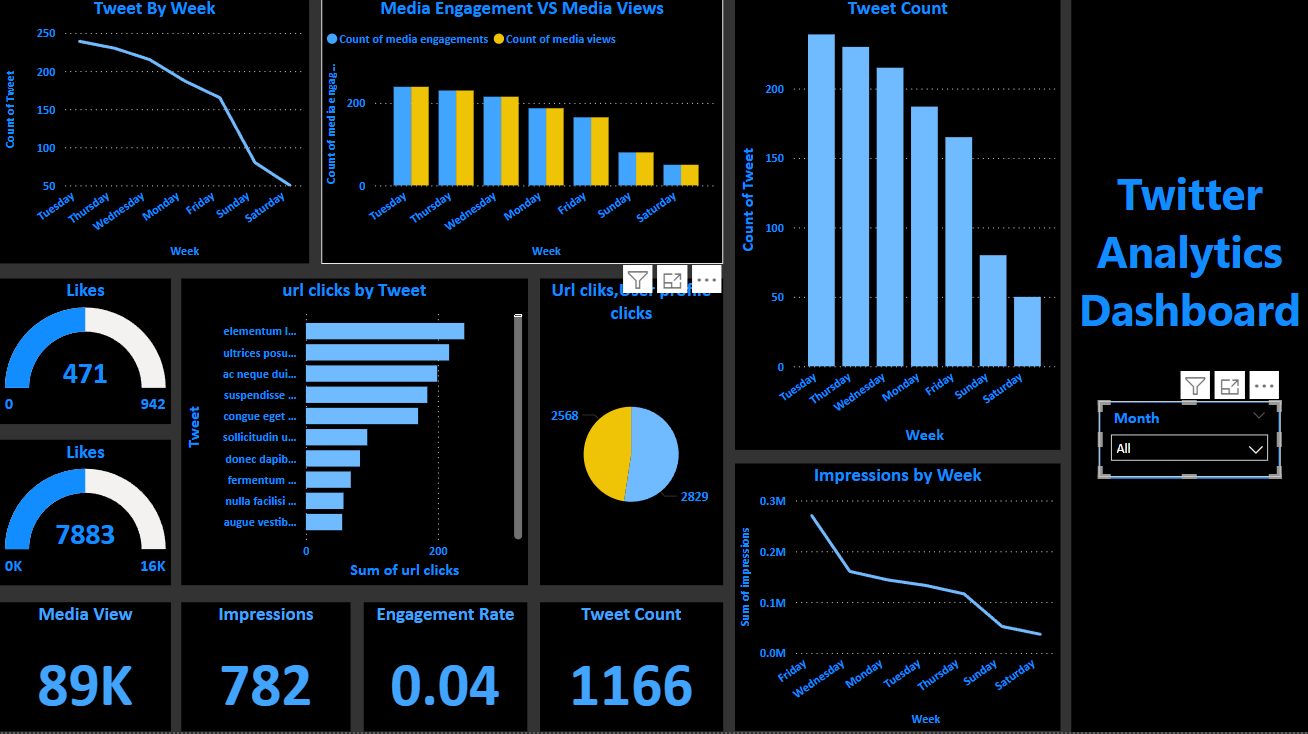 Tweet By Week
250
200
150
100
50
Count of Tweet
Tuesday
Thursday
Wednesday
Monday
Friday
Sunday
Saturday
Week
Media Engagement VS Media Views
Count of media engagements
Count of media views
200
0
Count of media engag...
Tuesday
Thursday
Wednesday
Monday
Friday
Sunday
Saturday
Week
Tweet Count
200
150
100
50
0
Count of Tweet
Tuesday
Thursday
Wednesday
Monday
Friday
Sunday
Saturday
Week
Twitter
Analytics
Dashboard
Month
All
Likes
471
0
942
Likes
7883
0K
16K
url clicks by Tweet
Tweet
elementum l...
ultrices posu...
ac neque dui...
suspendisse ...
congue eget ...
sollicitudin u...
donec dapib...
fermentum ...
nulla facilisi ...
augue vestib...
0
200
Sum of url clicks
Url cliks,User profile
clicks
2568
2829
Impressions by Week
0.3M
0.2M
0.1M
0.0M
Sum of impressions
Friday
Wednesday
Monday
Tuesday
Thursday
Sunday
Saturday
Week
Media View
89K
Impressions
782
Engagement Rate
0.04
Tweet Count
1166